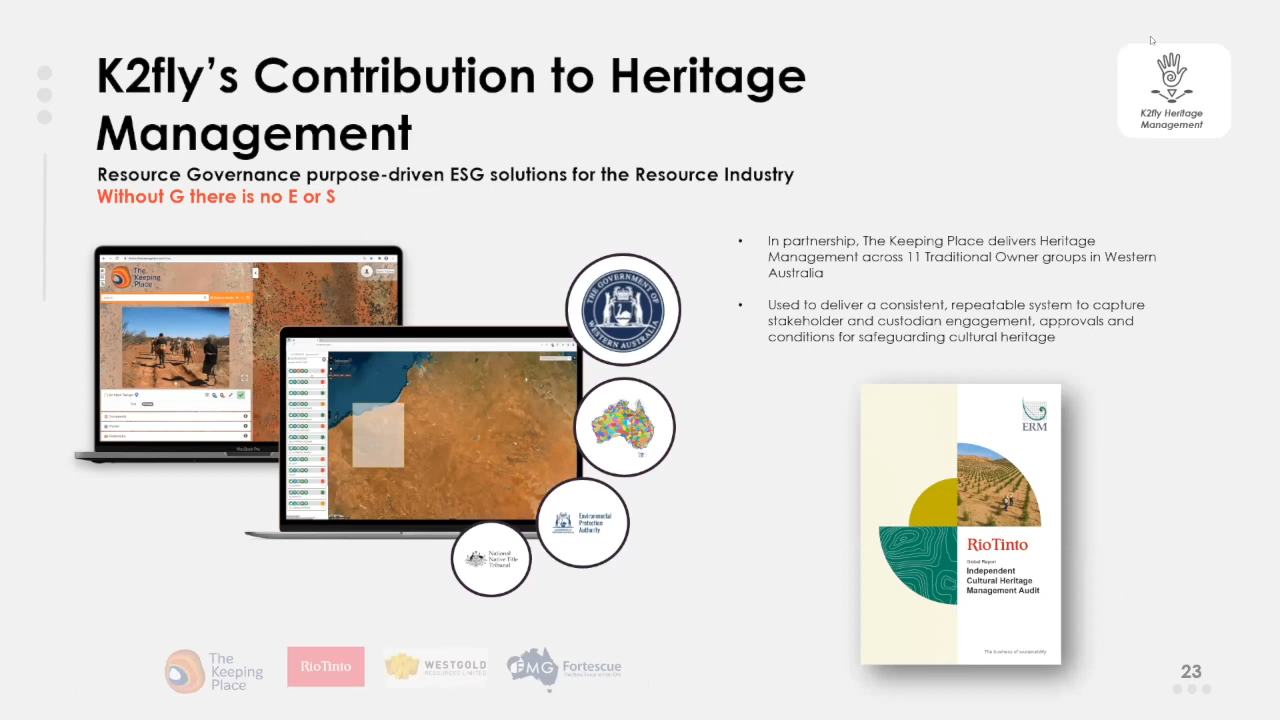 K2fly's Contribution to Heritage
Management
Resource Governance purpose-driven ESG solutions for the Resource Industry
Without G there is no E or S
K2fly Heritage
Management
• In partnership, The Keeping Place delivers Heritage
Management across 11 Traditional Owner groups in Western
Australia
• Used to deliver a consistent, repeatable system to capture
stakeholder and custodian engagement, approvals and
conditions for safeguarding cultural heritage
The
Keeping
Place
MacBook Pro
THE GOVERNMENT OF
WESTERN AUSTRALIA
Environmental
Protection
Authority
National
Native Title
Tribunal
ERM
RioTinto
Global Report
Independent
Cultural Heritage
Management Audit
The business of sustainability
The
Keeping
Place
RioTinto
WESTGOLD
RESOURCES LIMITED
FMG
Fortescue
23